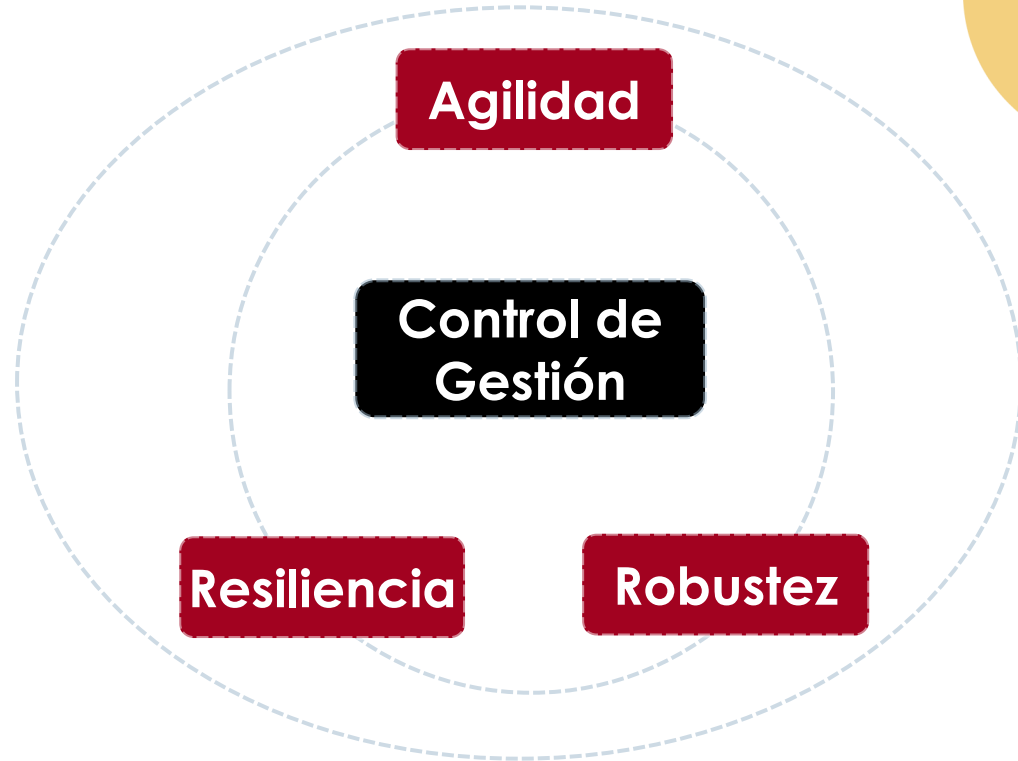 Agilidad
Control de
Gestión
Resiliencia
Robustez